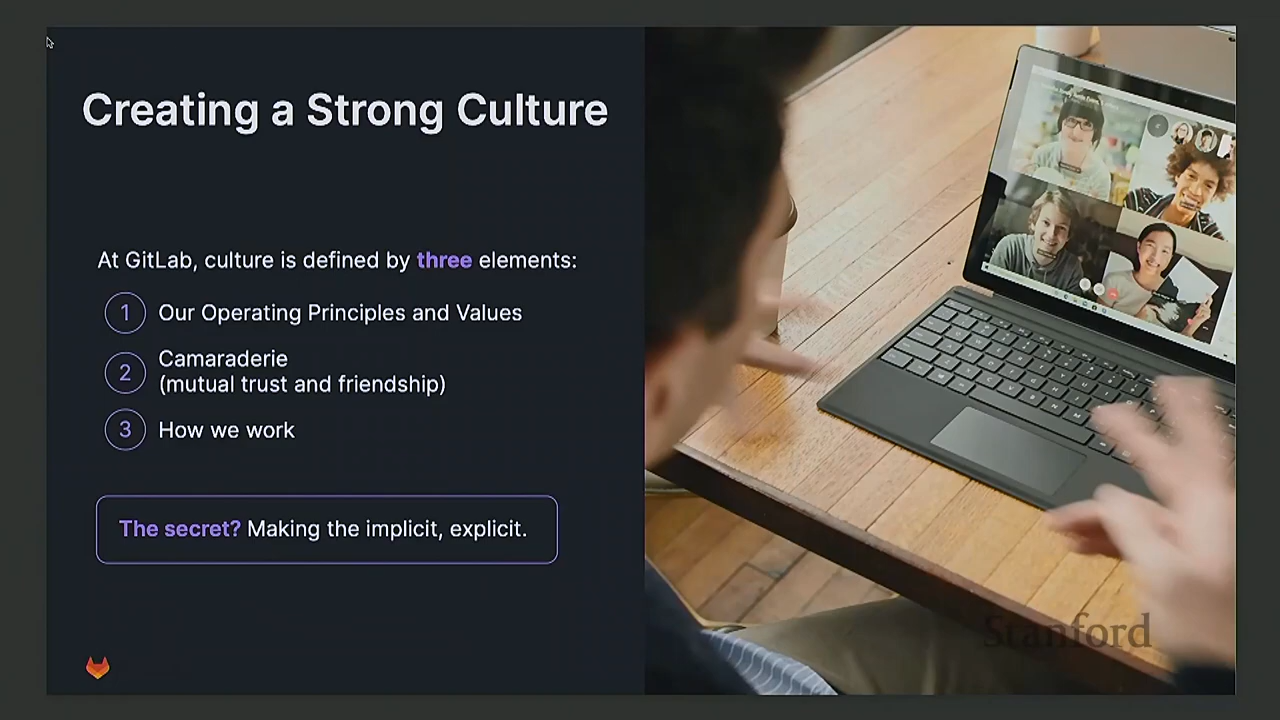 Creating a Strong Culture
At GitLab, culture is defined by three elements:
1 Our Operating Principles and Values
2 Camaraderie
(mutual trust and friendship)
3 How we work
The secret? Making the implicit, explicit.
Stanford